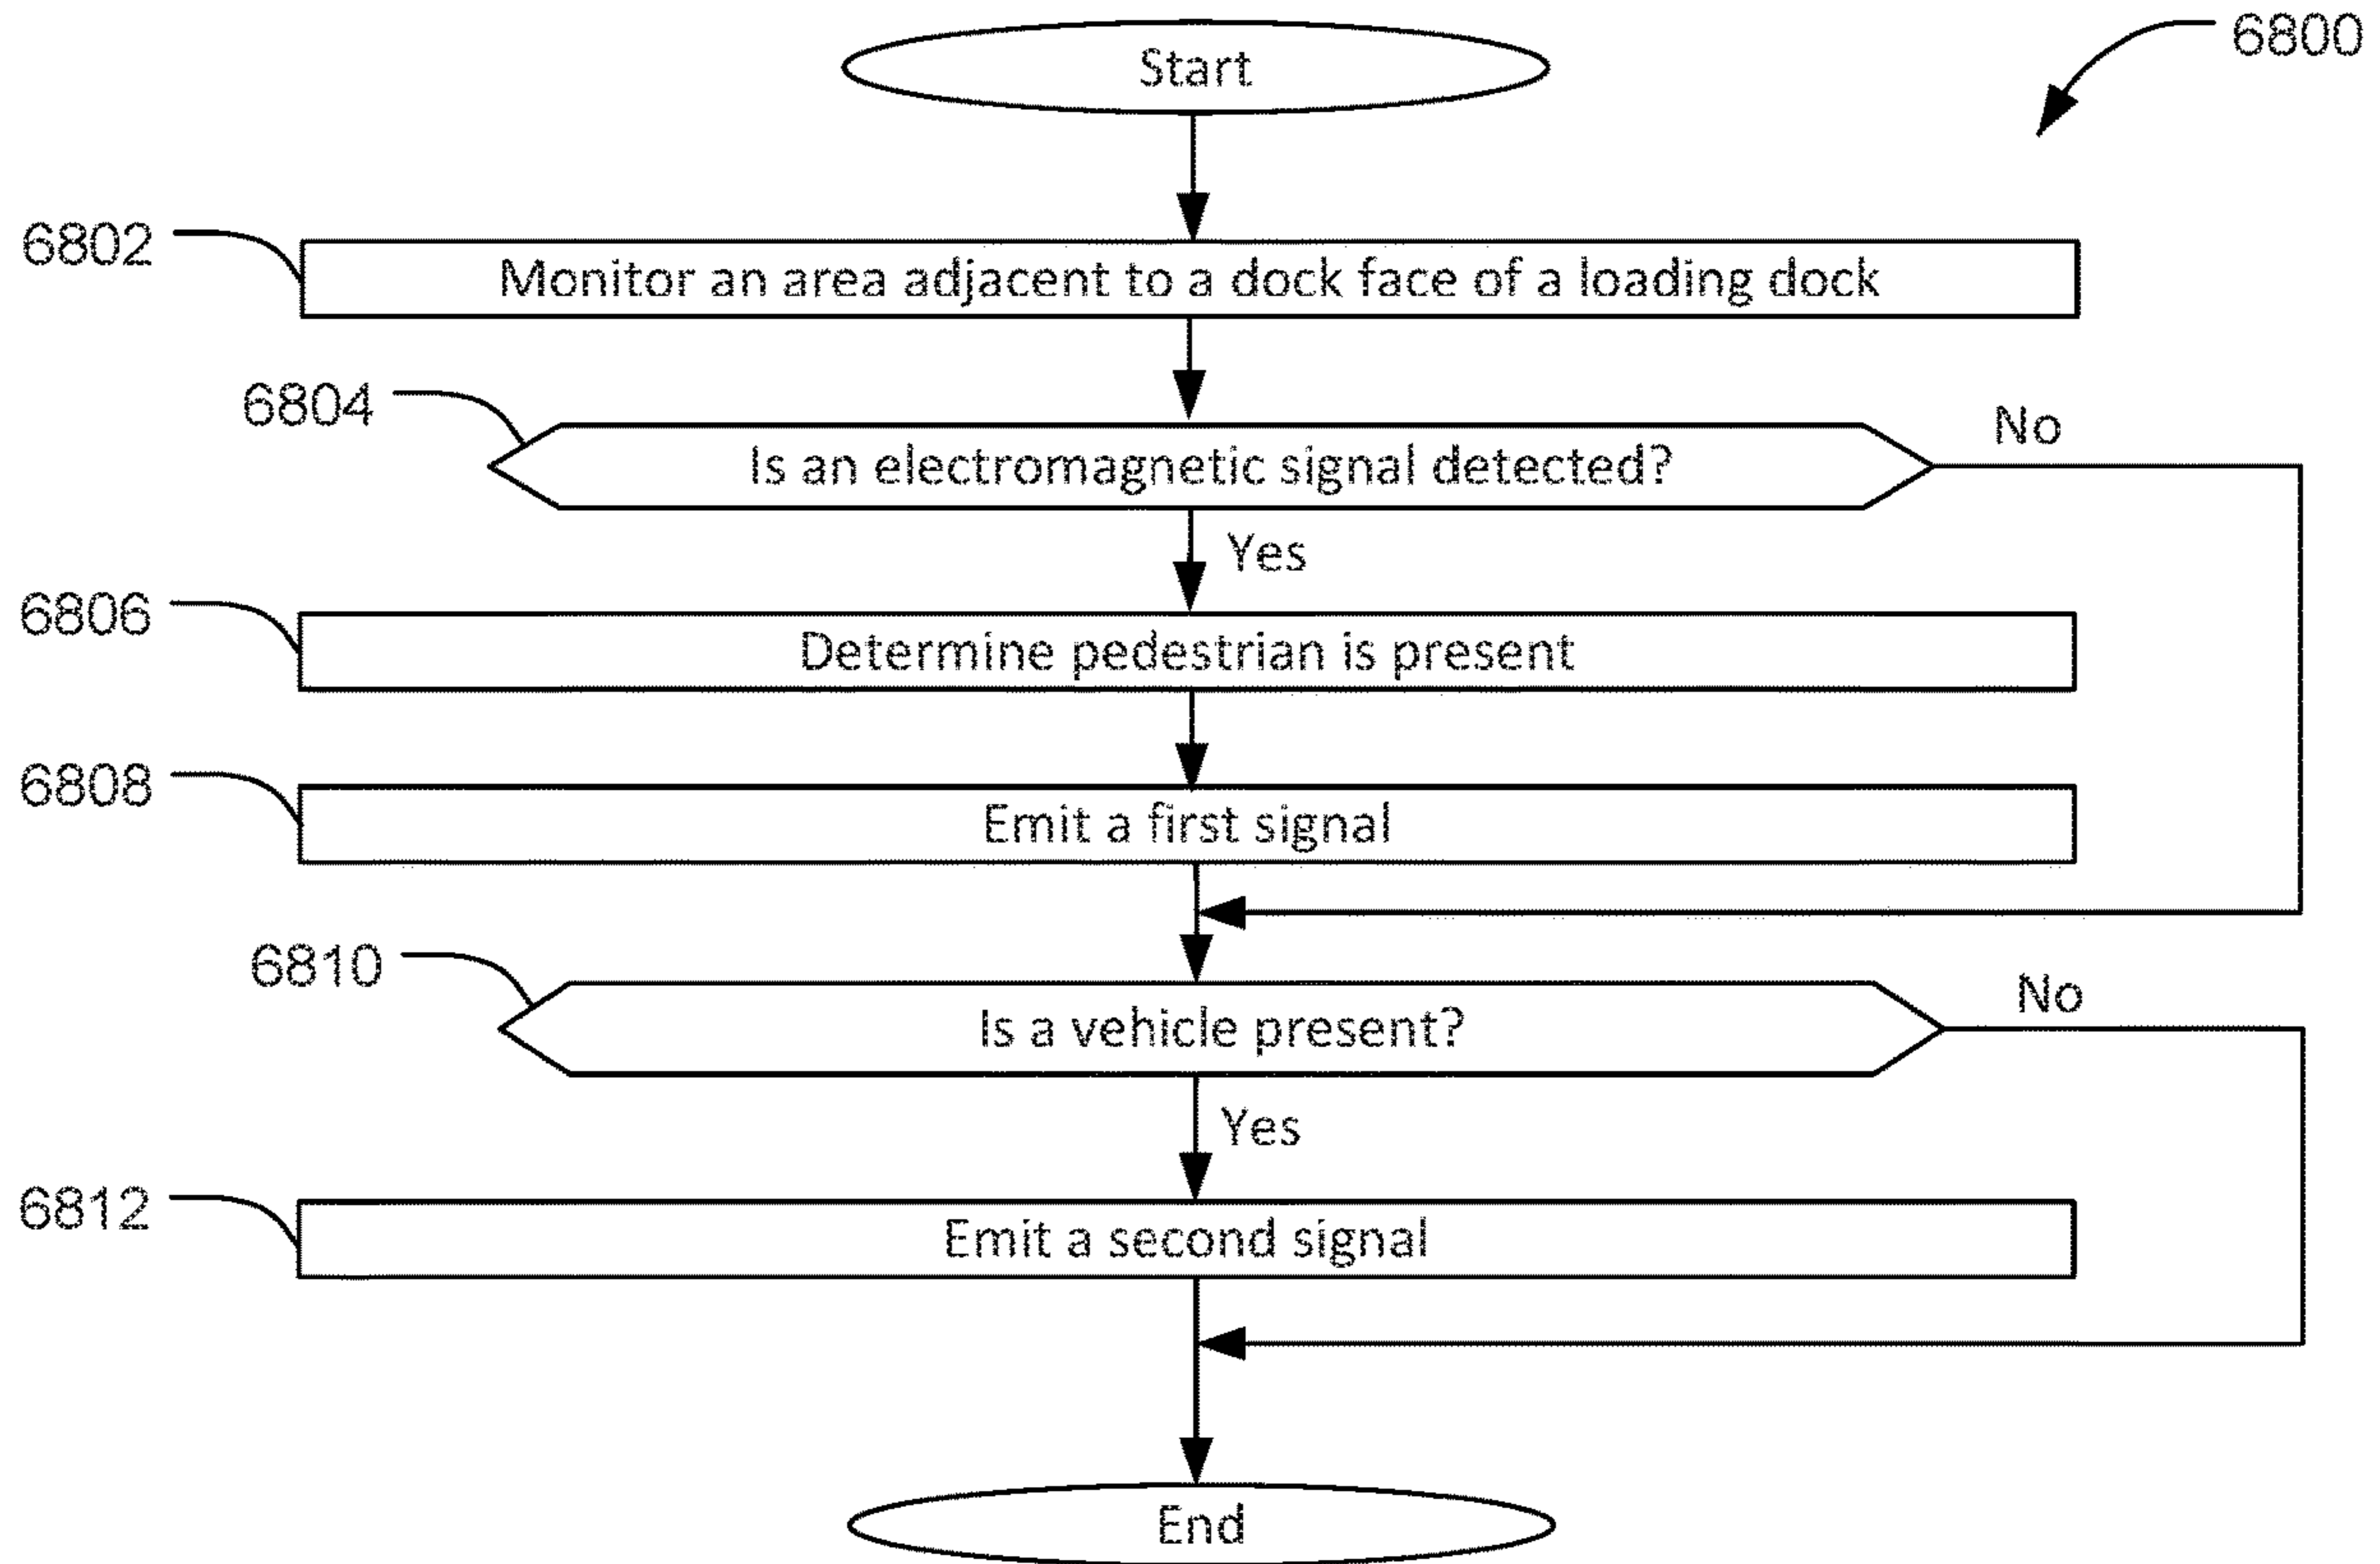 Start
6800
6802
Monitor an area adjacent to a dock face of a loading dock
6804
No
Is an electromagnetic signal detected?
Yes
6806
Determine pedestrian is present
6808
Emit a first signal
6810
No
Is a vehicle present?
Yes
6812
Emit a second signal
End